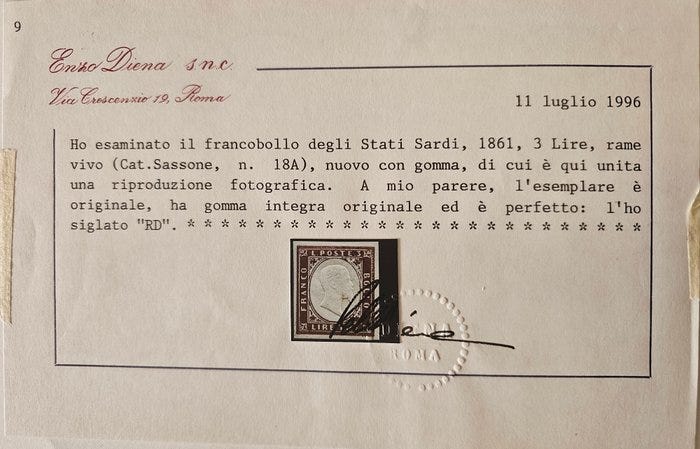 9
Enzo Diena s.n.c.
Via Crescenzio 19, Roma
11 luglio 1996
Ho esaminato il francobollo degli Stati Sardi, 1861, 3 Lire, rame
vivo (Cat.Sassone, n. 18A), nuovo con gomma, di cui è qui unita
una riproduzione fotografica. A mio parere, l'esemplare è
originale, ha gomma integra originale ed è perfetto: l'ho
siglato "RD". * * * * * * * * * * * * * * * * * * * * * * * *
C. POSTE 3
FRANCO
BOLLO
LIRE
DIENA
ROMA